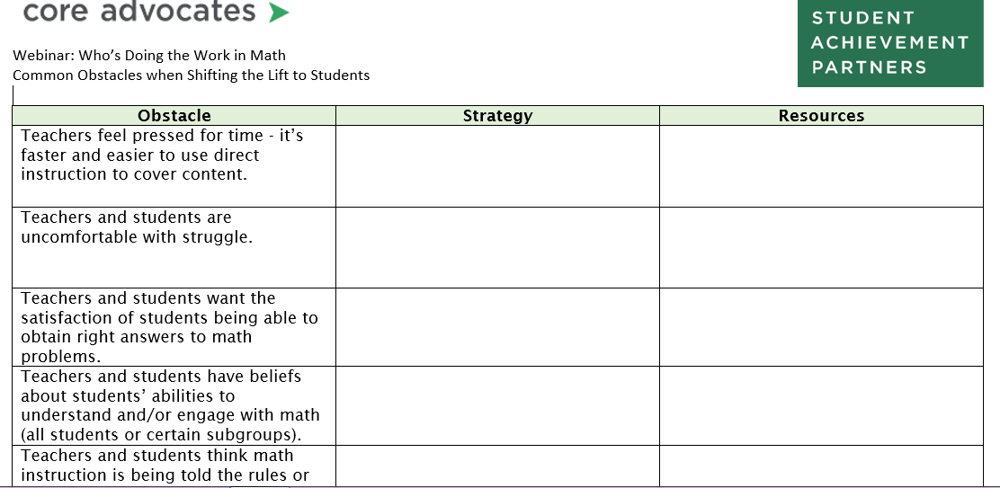 core advocates
STUDENT
ACHIEVEMENT
PARTNERS
Webinar: Who's Doing the Work in Math
Common Obstacles when Shifting the Lift to Students
Obstacle Strategy Resources
Teachers feel pressed for time - it's
faster and easier to use direct
instruction to cover content.
Teachers and students are
uncomfortable with struggle.
Teachers and students want the
satisfaction of students being able to
obtain right answers to math
problems.
Teachers and students have beliefs
about students' abilities to
understand and/or engage with math
(all students or certain subgroups).
Teachers and students think math
instruction is being told the rules or